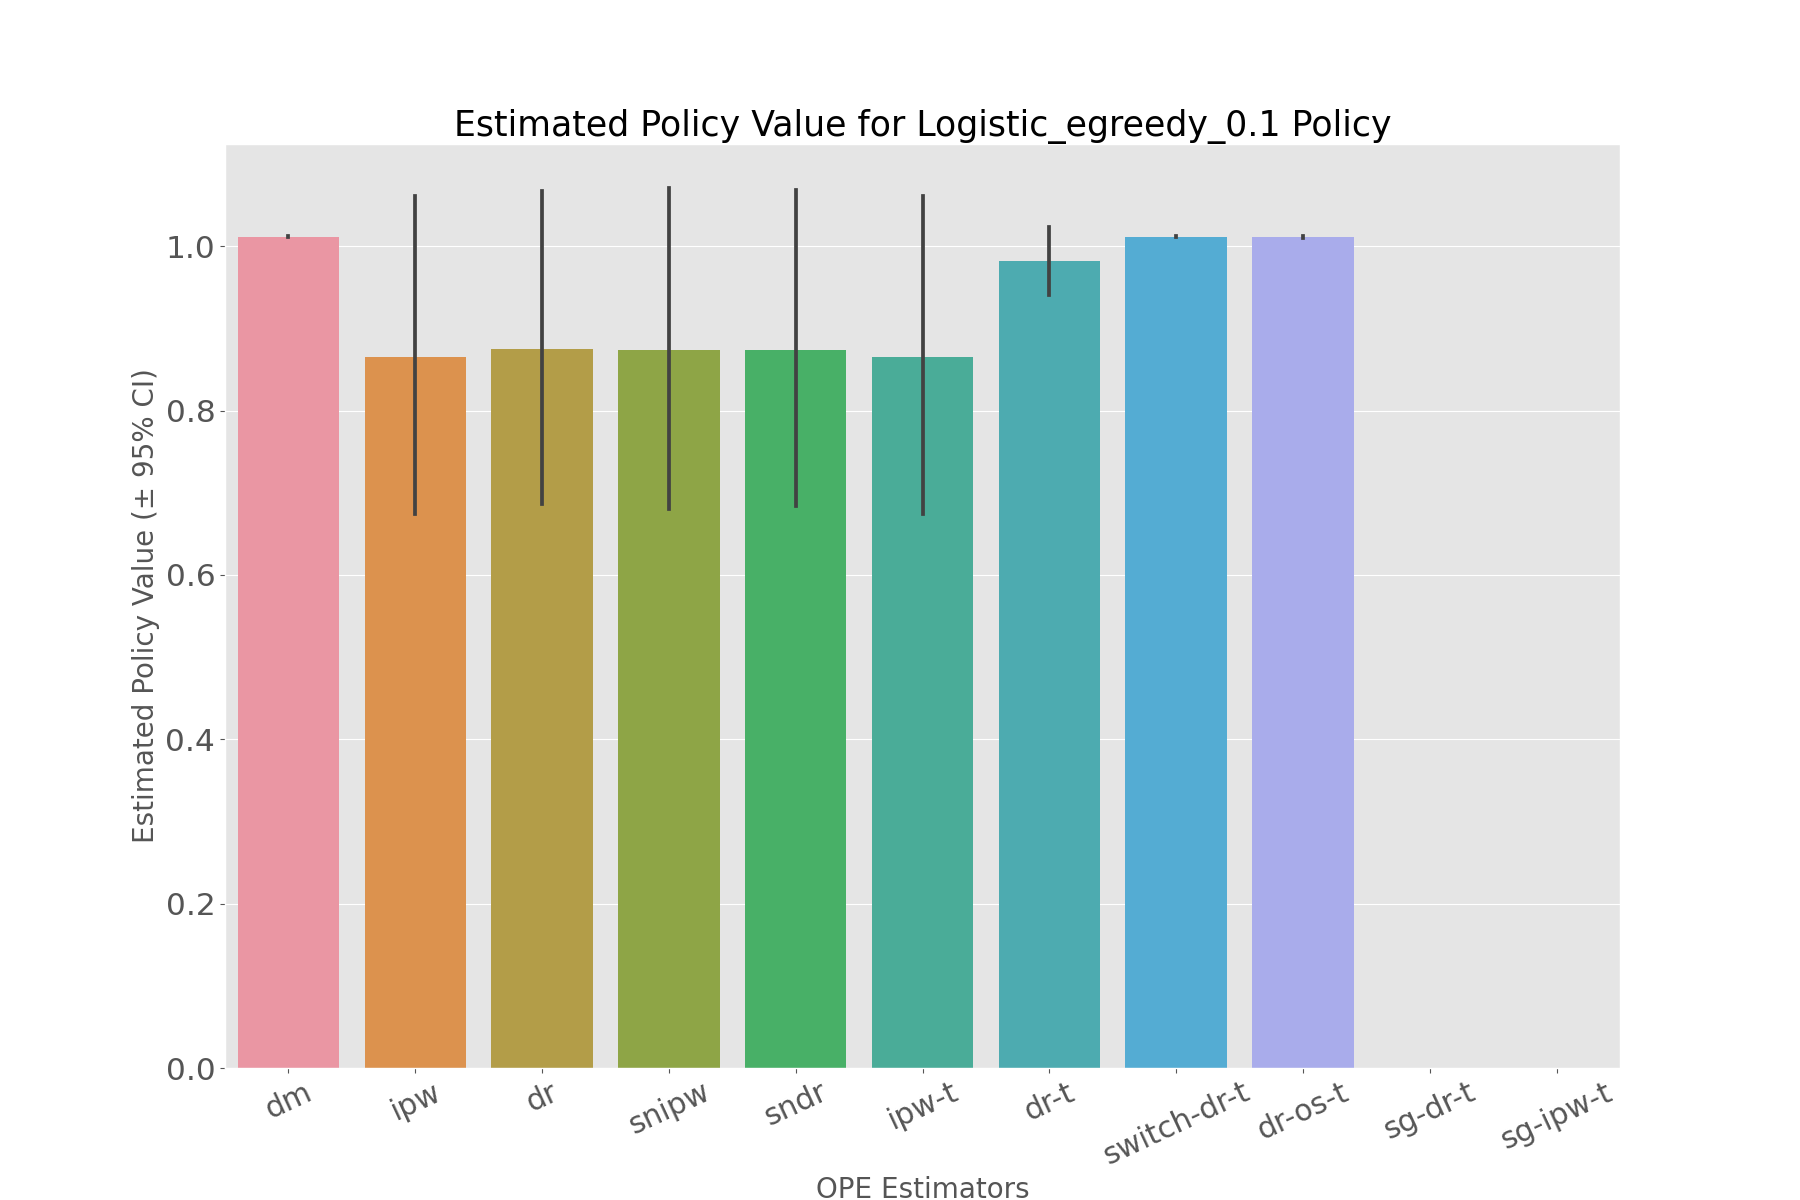 Estimated Policy Value for Logistic_egreedy_0.1 Policy
Estimated Policy Value (± 95% CI)
1.0
0.8
0.6
0.4
0.2
0.0
dm
ipw
dr
snipw
sndr
ipw-t
dr-t
switch-dr-t
dr-os-t
sg-dr-t
sg-ipw-t
OPE Estimators